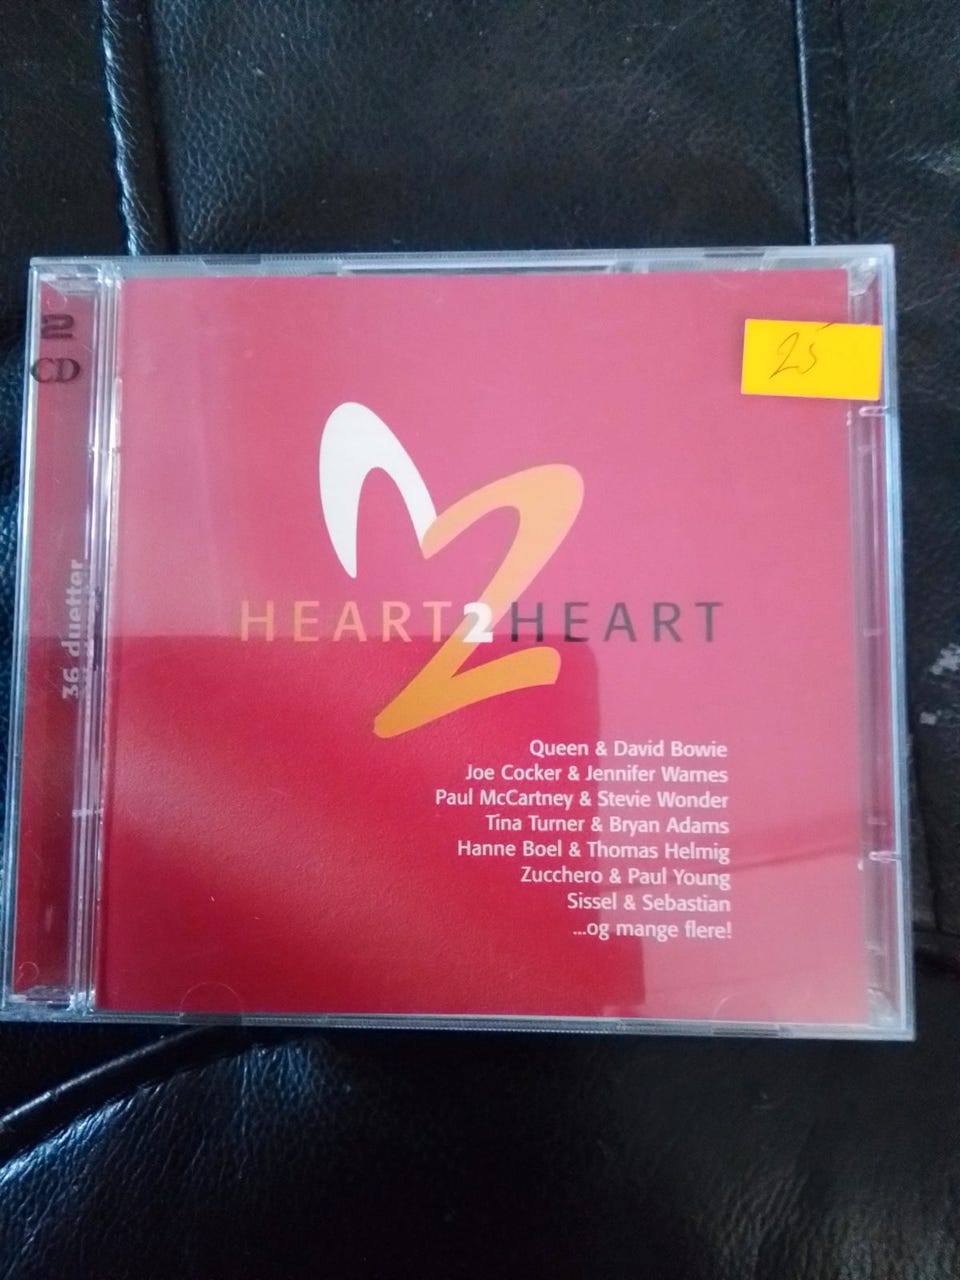 2
CD
25
HEART2HEART
36 duetter
Queen & David Bowie
Joe Cocker & Jennifer Warnes
Paul McCartney & Stevie Wonder
Tina Turner & Bryan Adams
Hanne Boel & Thomas Helmig
Zucchero & Paul Young
Sissel & Sebastian
...og mange flere!